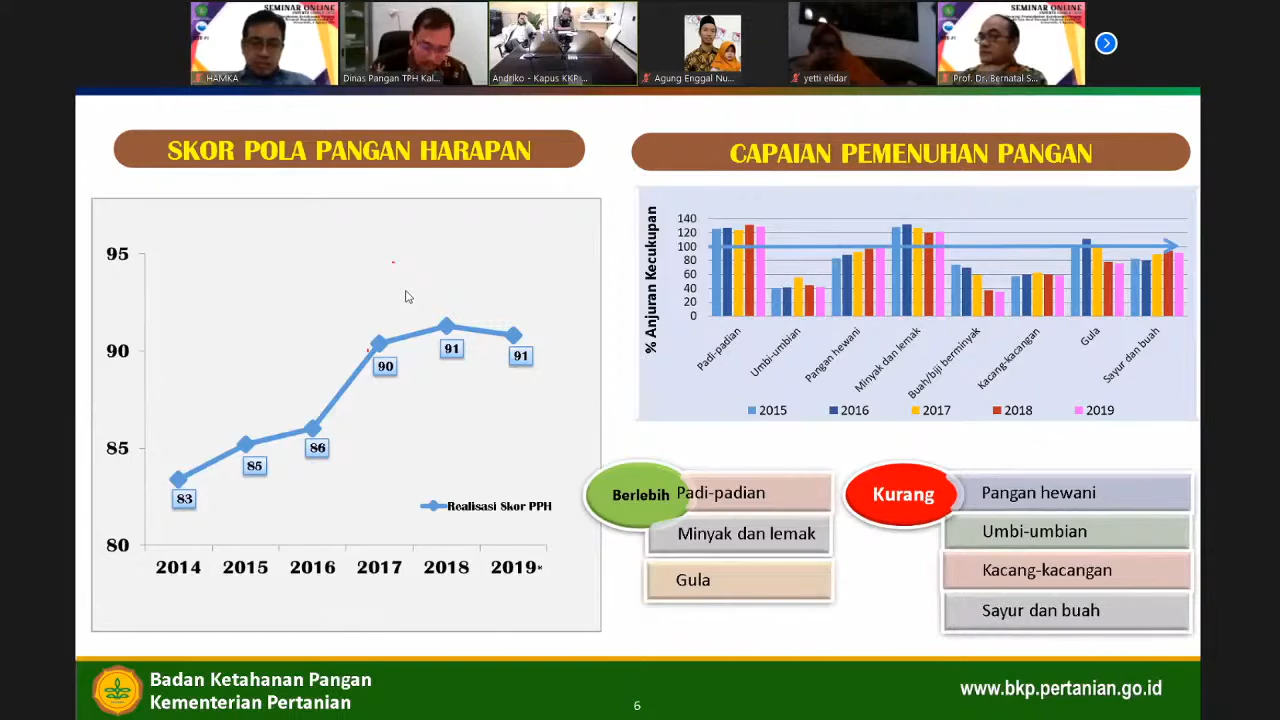 SEMINAR ONLINE
SEMINAR ONLINE
HAMKA
Dinas Pangan TPH Kal...
Andriko - Kapus KKP ...
Agung Enggal Nu...
yetti elidar
Prof. Dr. Bernatal S...
SKOR POLA PANGAN HARAPAN
95
90
85
80
83
85
86
90
91
91
Realisasi Skor PPH
2014 2015 2016 2017 2018 2019*
CAPAIAN PEMENUHAN PANGAN
% Anjuran Kecukupan
140
120
100
80
60
40
20
0
Padi-padian
Umbi-umbian
Pangan hewani
Minyak dan lemak
Buah/biji berminyak
Kacang-kacangan
Gula
Sayur dan buah
2015 2016 2017 2018 2019
Berlebih
Padi-padian
Minyak dan lemak
Gula
Kurang
Pangan hewani
Umbi-umbian
Kacang-kacangan
Sayur dan buah
Badan Ketahanan Pangan
Kementerian Pertanian
6
www.bkp.pertanian.go.id